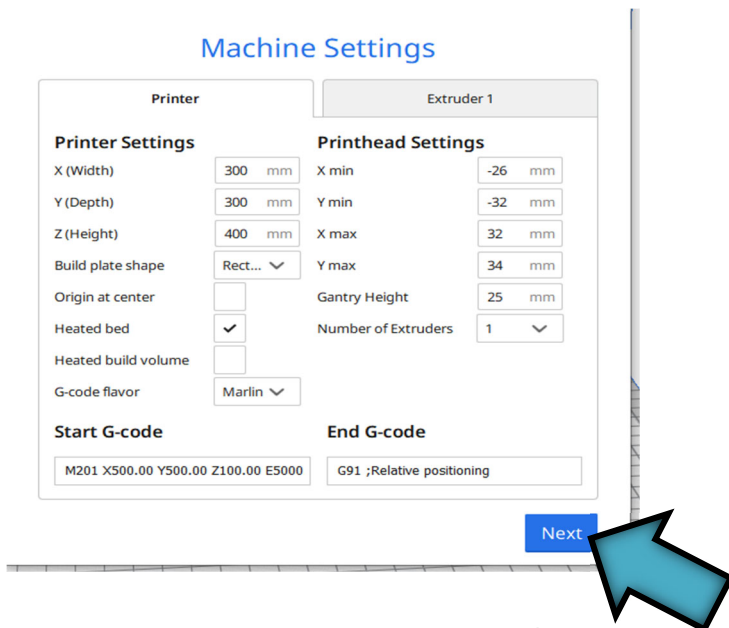 Machine Settings
Printer
Extruder 1
Printer Settings
X (Width) 300 mm
Y (Depth) 300 mm
Z (Height) 400 mm
Build plate shape Rect...
Origin at center
Heated bed
Heated build volume
G-code flavor Marlin
Printhead Settings
X min -26 mm
Y min -32 mm
X max 32 mm
Y max 34 mm
Gantry Height 25 mm
Number of Extruders 1
Start G-code
M201 X500.00 Y500.00 Z100.00 E5000
End G-code
G91 ;Relative positioning
Next